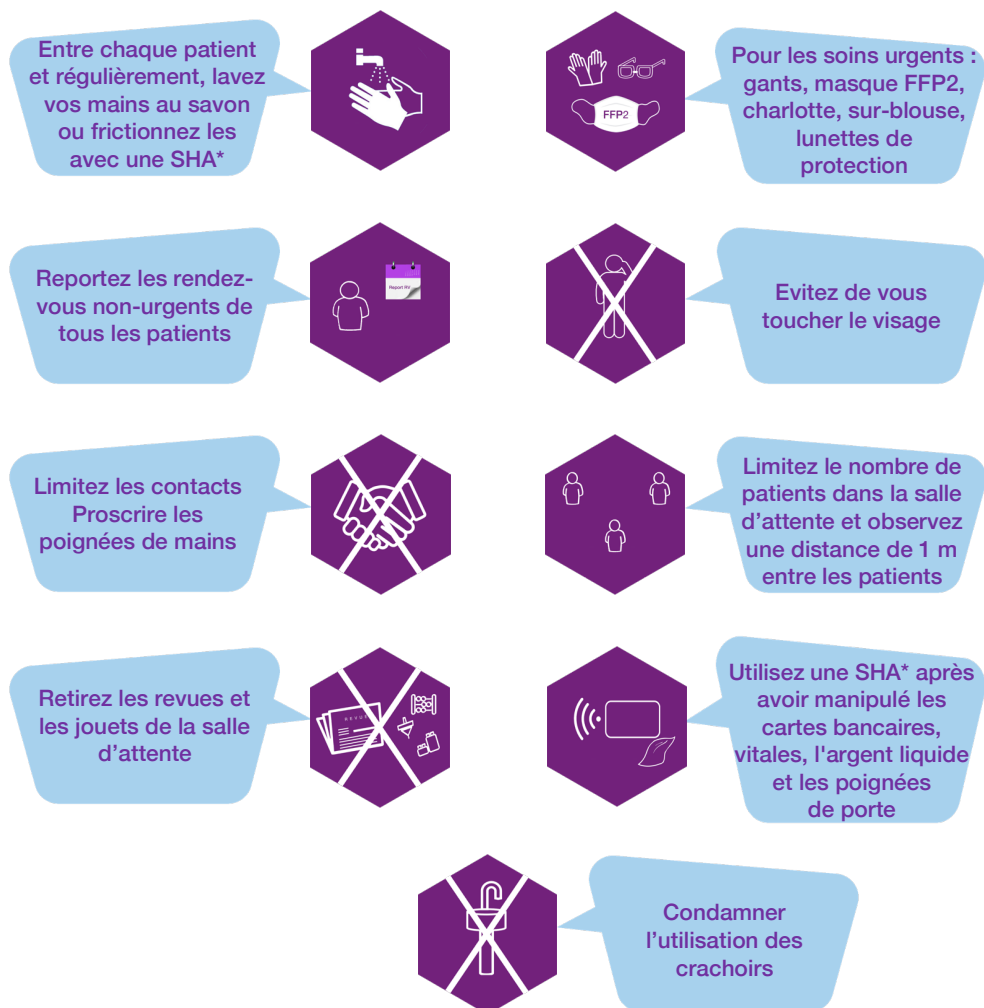 Entre chaque patient
et régulièrement, lavez
vos mains au savon
ou frictionnez les
avec une SHA*
FFP2
Pour les soins urgents :
gants, masque FFP2,
charlotte, sur-blouse,
lunettes de
protection
Reportez les rendez-
vous non-urgents de
tous les patients
Report RV
Evitez de vous
toucher le visage
Limitez les contacts
Proscrire les
poignées de mains
Limitez le nombre de
patients dans la salle
d’attente et observez
une distance de 1 m
entre les patients
Retirez les revues et
les jouets de la salle
d’attente
REVUE
Utilisez une SHA* après
avoir manipulé les
cartes bancaires,
vitales, l'argent liquide
et les poignées
de porte
Condamner
l’utilisation des
crachoirs